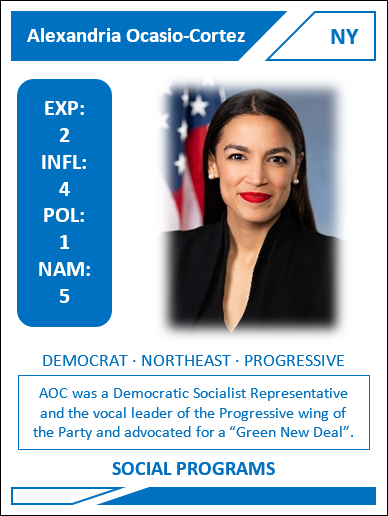 Alexandria Ocasio-Cortez
NY
EXP:
2
INFL:
4
POL:
1
NAM:
5
DEMOCRAT · NORTHEAST · PROGRESSIVE
AOC was a Democratic Socialist Representative
and the vocal leader of the Progressive wing of
the Party and advocated for a “Green New Deal”.
SOCIAL PROGRAMS